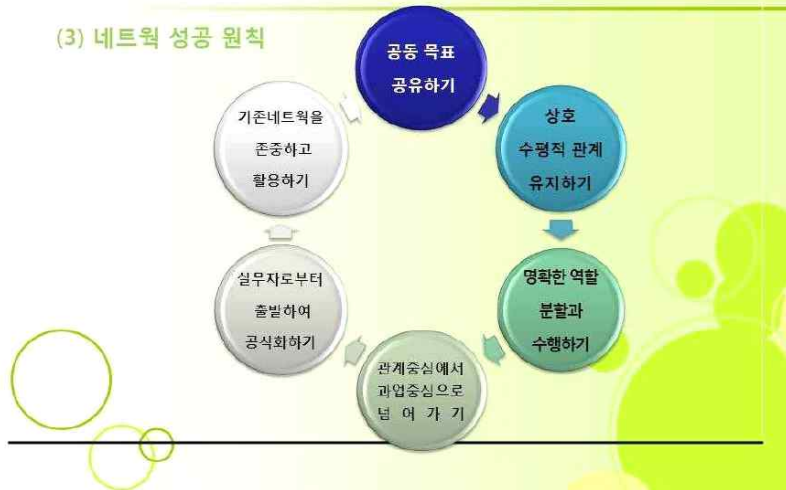 (3) 네트웍 성공 원칙
공동 목표
공유하기
상호
수평적 관계
유지하기
명확한 역할
분할과
수행하기
관계중심에서
과업중심으로
넘 어 가 기
실무자로부터
출발하여
공식화하기
기존네트웍을
존중하고
활용하기